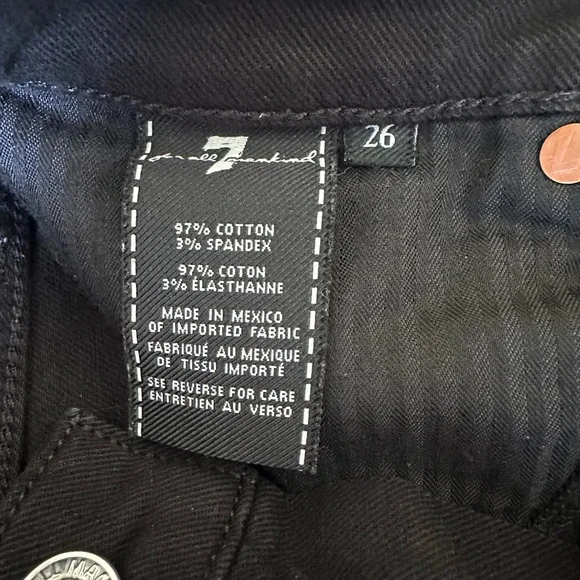 7
for all mankind
26
97% COTTON
3% SPANDEX
97% COTON
3% ÉLASTHANNE
MADE IN MEXICO
OF IMPORTED FABRIC
FABRIQUÉ AU MEXIQUE
DE TISSU IMPORTÉ
SEE REVERSE FOR CARE
ENTRETIEN AU VERSO